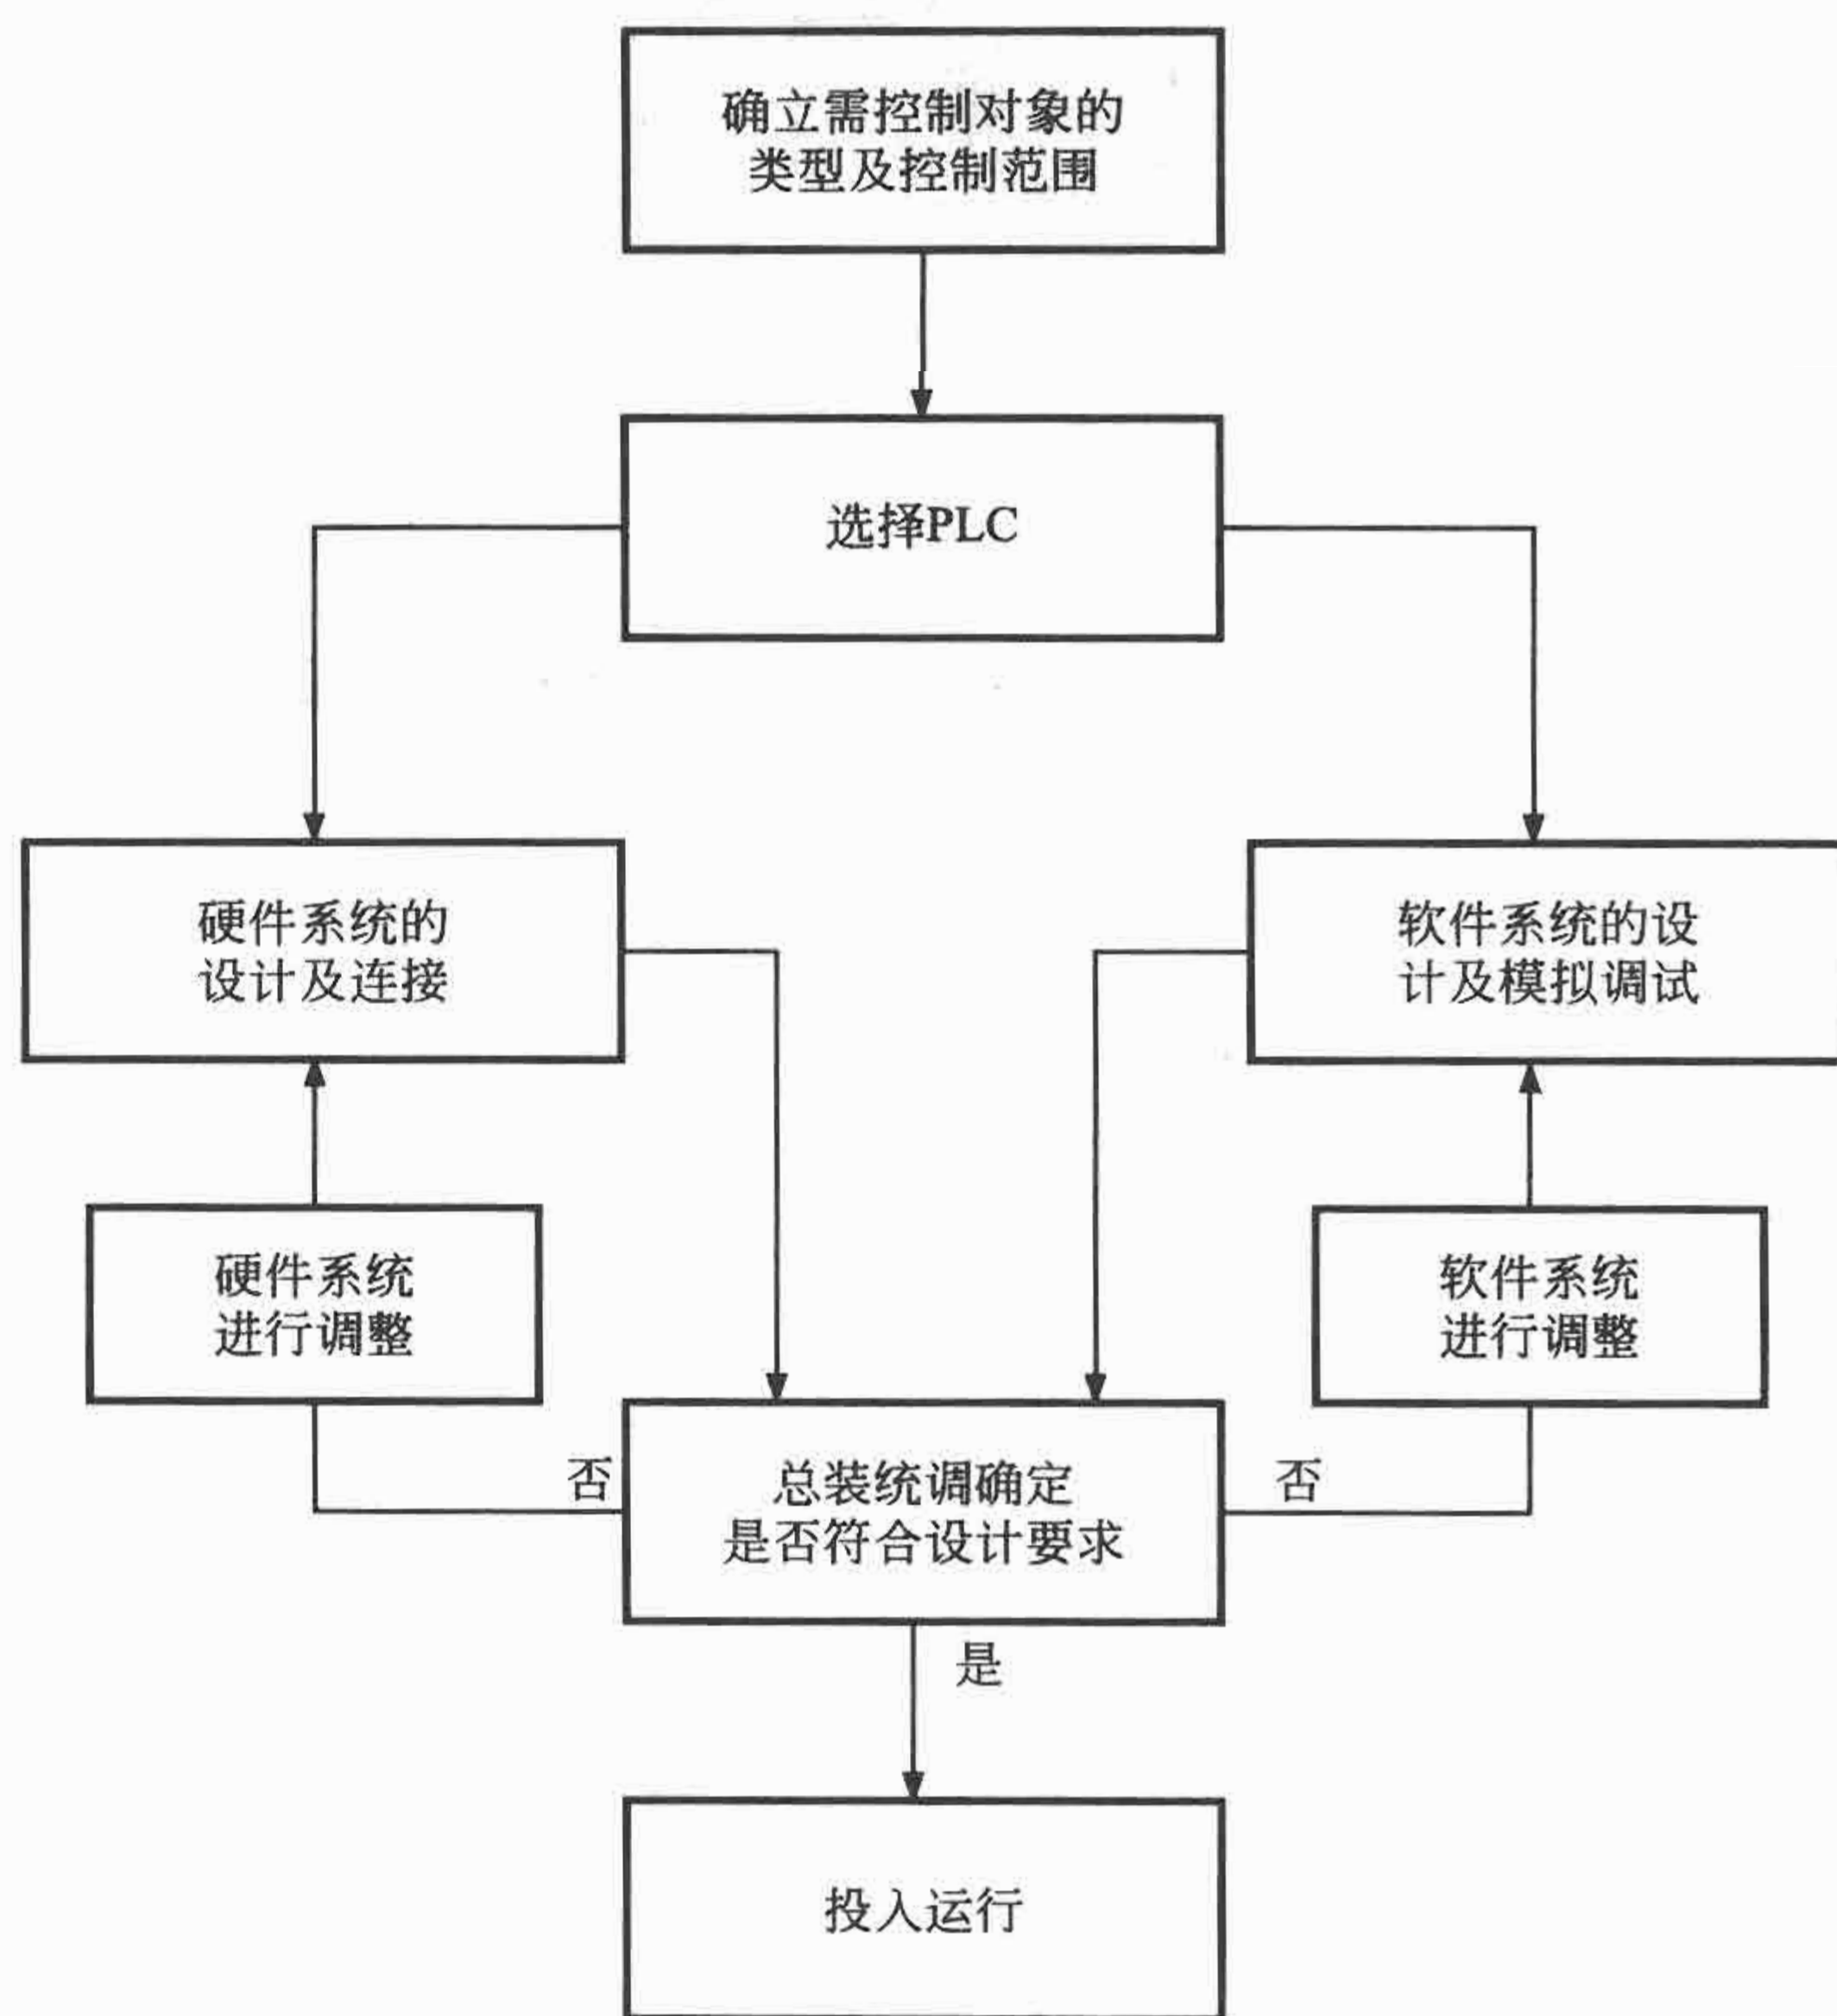 确立需控制对象的
类型及控制范围
选择PLC
硬件系统的
设计及连接
软件系统的设
计及模拟调试
硬件系统
进行调整
软件系统
进行调整
否
总装统调确定
是否符合设计要求
否
是
投入运行